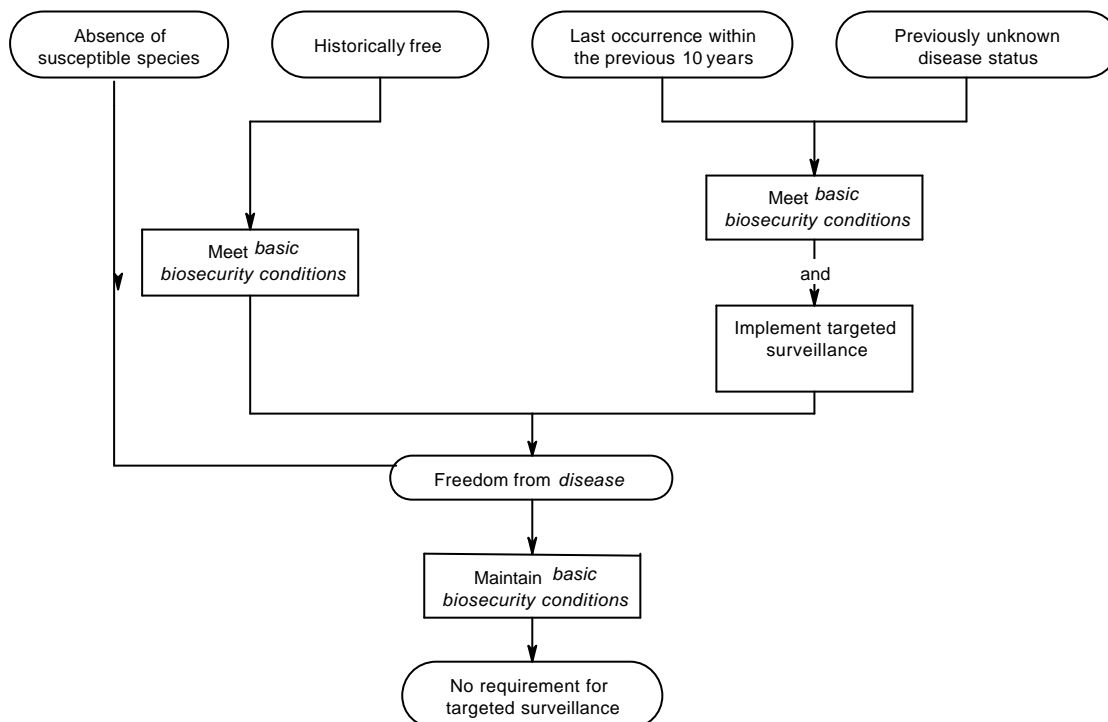 Absence of
susceptible species
Historically free
Last occurrence within
the previous 10 years
Previously unknown
disease status
Meet basic
biosecurity conditions
Meet basic
biosecurity conditions
and
Implement targeted
surveillance
Freedom from disease
Maintain basic
biosecurity conditions
No requirement for
targeted surveillance